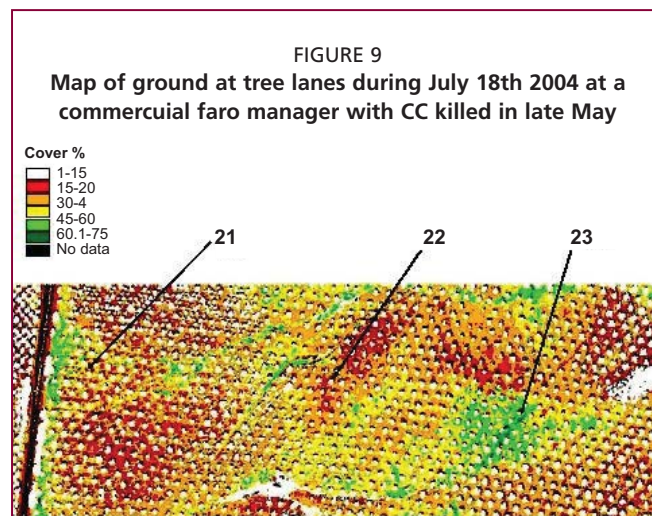 FIGURE 9
Map of ground at tree lanes during July 18th 2004 at a
commercuial faro manager with CC killed in late May
Cover %
1-15
15-20
30-4
45-60
60.1-75
No data
21
22
23